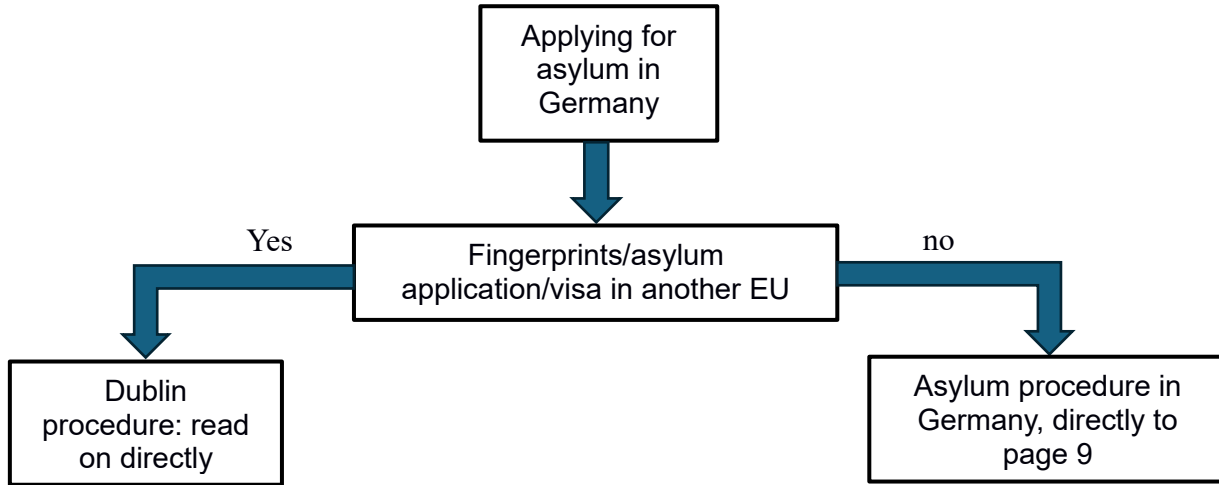 Applying for
asylum in
Germany
Yes
no
Fingerprints/asylum
application/visa in another EU
Dublin
procedure: read
on directly
Asylum procedure in
Germany, directly to
page 9